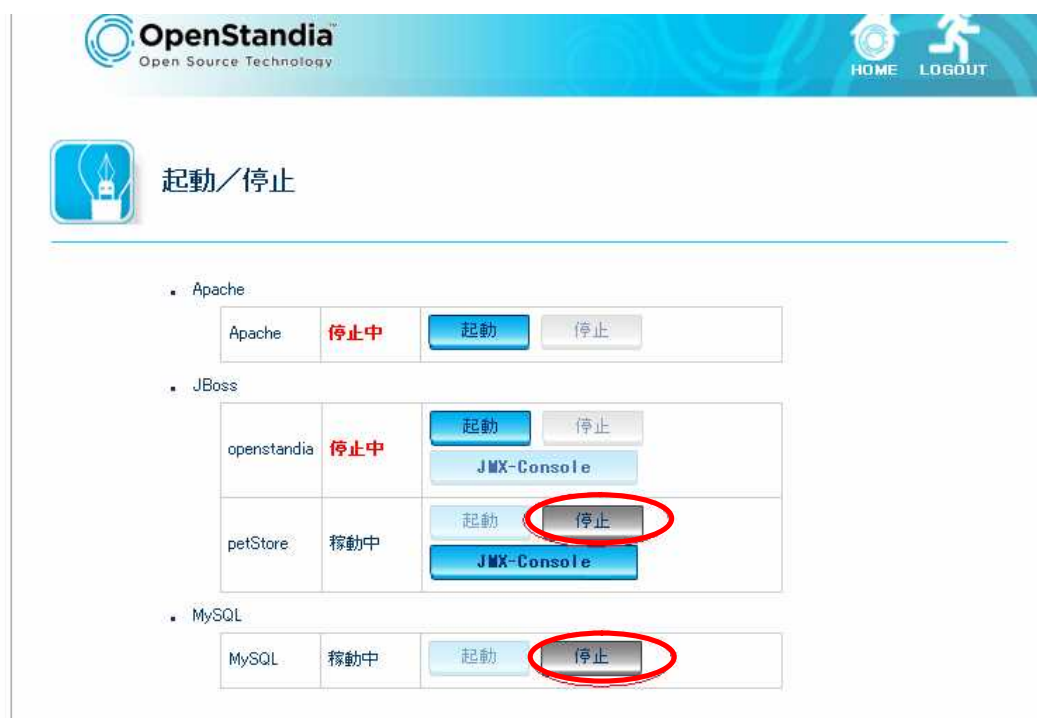 OpenStandia™
Open Source Technology
HOME LOGOUT
起動／停止
Apache
Apache 停止中 起動 停止
JBoss
openstandia 停止中 起動 停止
JMX-Console
petStore 稼動中 起動 停止
JMX-Console
MySQL
MySQL 稼動中 起動 停止